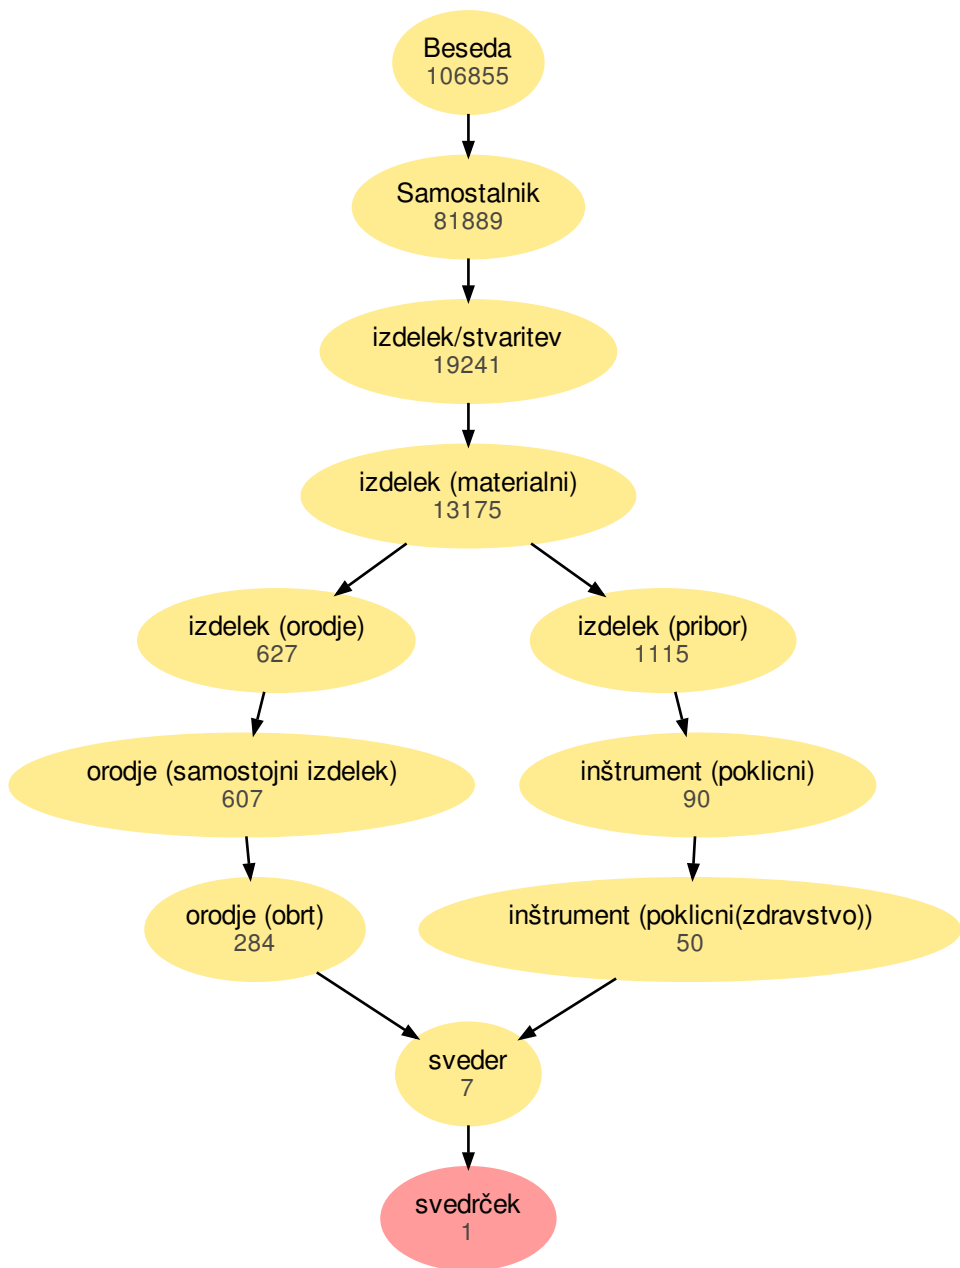 Beseda
106855
Samostalnik
81889
izdelek/stvaritev
19241
izdelek (materialni)
13175
izdelek (orodje)
627
izdelek (pribor)
1115
orodje (samostojni izdelek)
607
inštrument (poklicni)
90
orodje (obrt)
284
inštrument (poklicni(zdravstvo))
50
sveder
7
svedrček
1